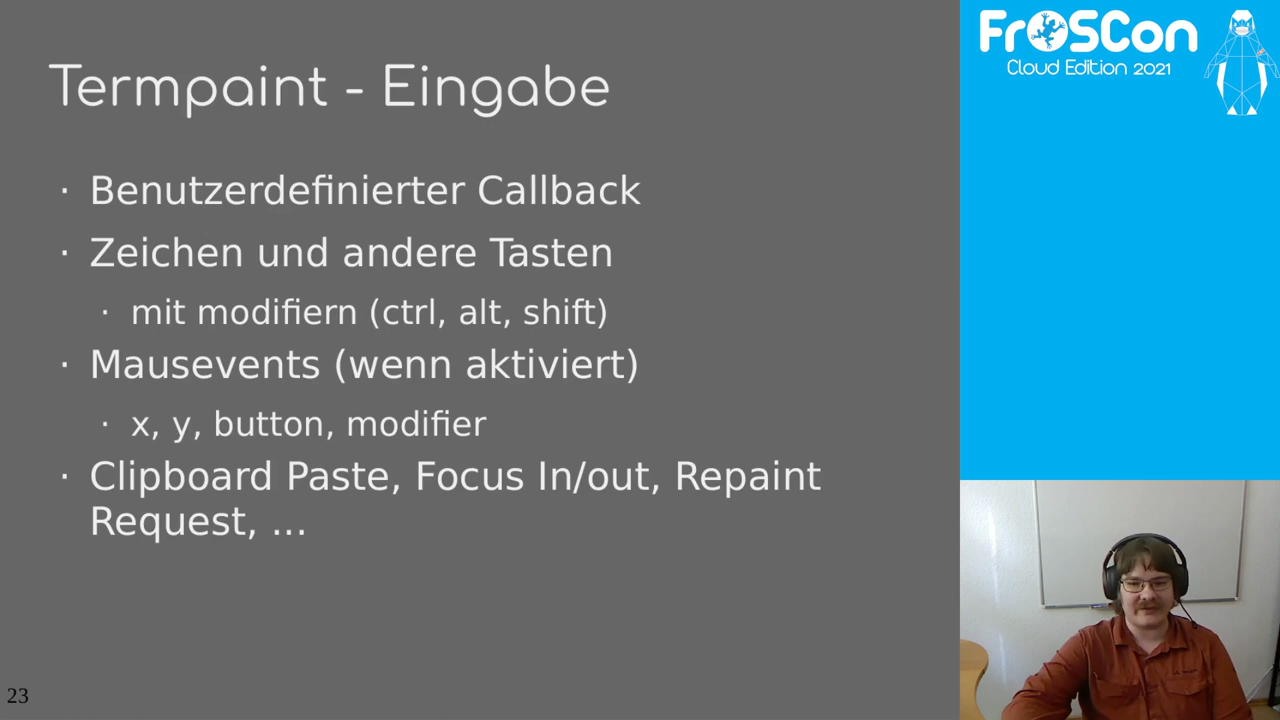 Termpaint - Eingabe
· Benutzerdefinierter Callback
· Zeichen und andere Tasten
· mit modifiern (ctrl, alt, shift)
· Mausevents (wenn aktiviert)
· x, y, button, modifier
· Clipboard Paste, Focus In/out, Repaint
Request, ...
23
FrOSCon
Cloud Edition 2021